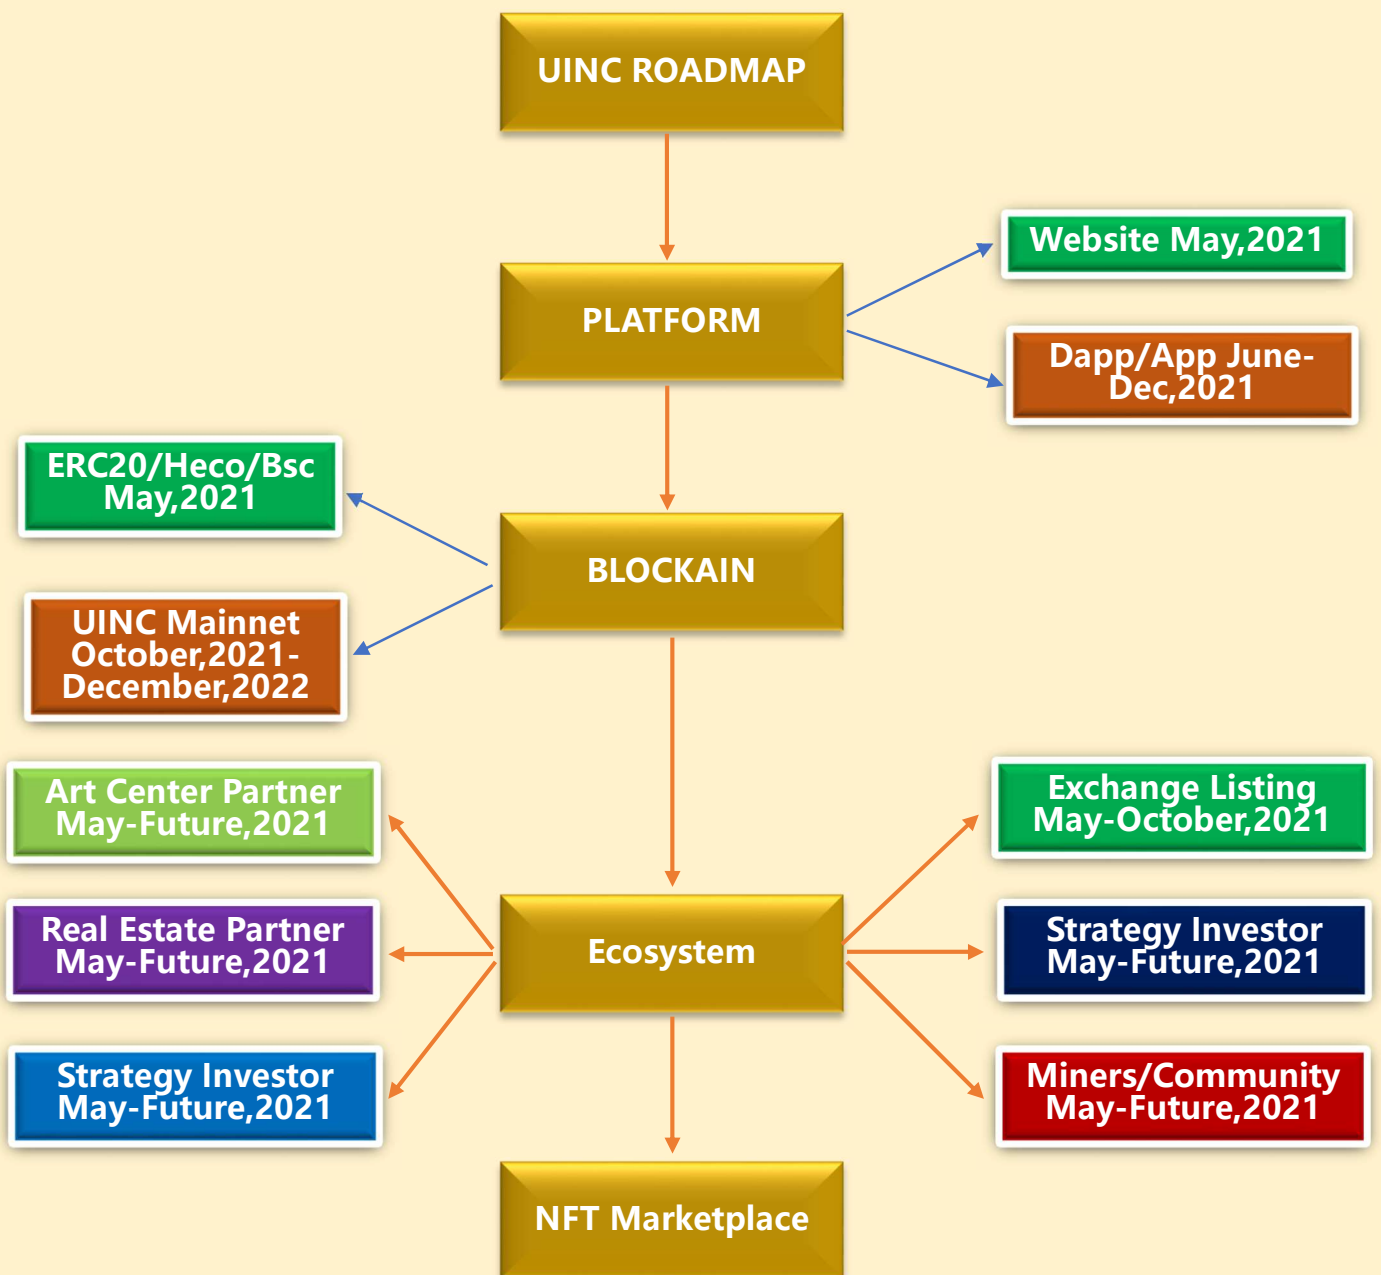 UINC ROADMAP
Website May,2021
PLATFORM
Dapp/App June-
Dec,2021
ERC20/Heco/Bsc
May,2021
BLOCKAIN
UINC Mainnet
October,2021-
December,2022
Art Center Partner
May-Future,2021
Exchange Listing
May-October,2021
Real Estate Partner
May-Future,2021
Ecosystem
Strategy Investor
May-Future,2021
Strategy Investor
May-Future,2021
Miners/Community
May-Future,2021
NFT Marketplace